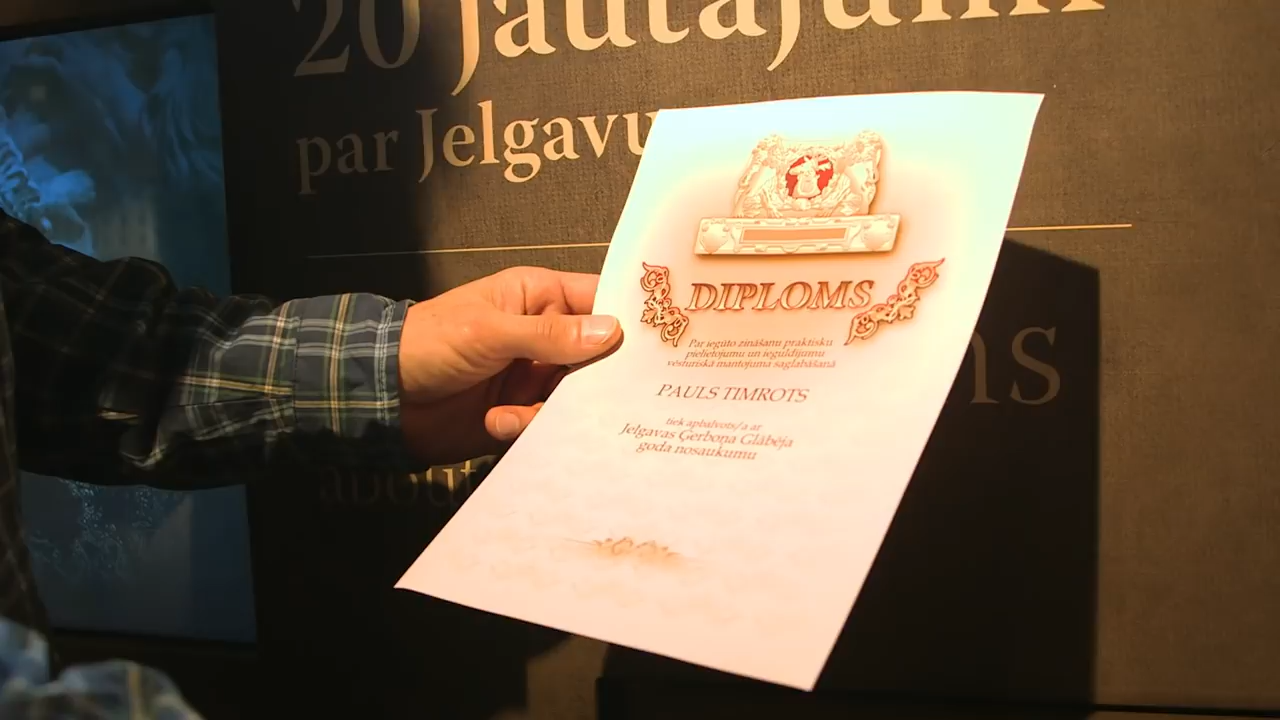 20 Jautājumi
par Jelgavu
DIPLOMS
Par iegūto zināšanu praktisku
pielietojumu un ieguldījumu
vēsturiskā mantojuma saglabāšanā
PAULS TIMROTS
tiek apbalvots/a ar
Jelgavas Ģerboņa Glābēja
goda nosaukumu
about